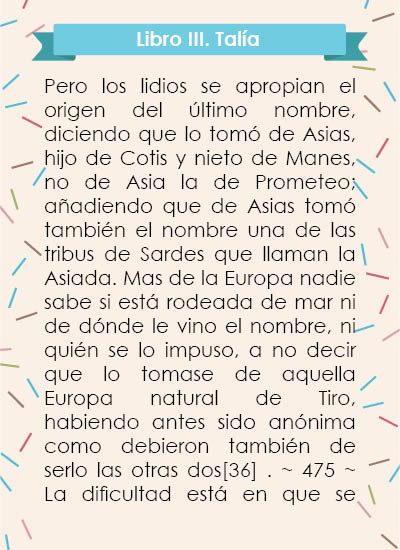 Libro III. Talía
Pero los lidios se apropian el
origen del último nombre,
diciendo que lo tomó de Asias,
hijo de Cotis y nieto de Manes,
no de Asia la de Prometeo;
añadiendo que de Asias tomó
también el nombre una de las
tribus de Sardes que llaman la
Asiada. Mas de la Europa nadie
sabe si está rodeada de mar ni
de dónde le vino el nombre, ni
quién se lo impuso, a no decir
que lo tomase de aquella
Europa natural de Tiro,
habiendo antes sido anónima
como debieron también de
serlo las otras dos[36] . ~ 475 ~
La dificultad está en que se